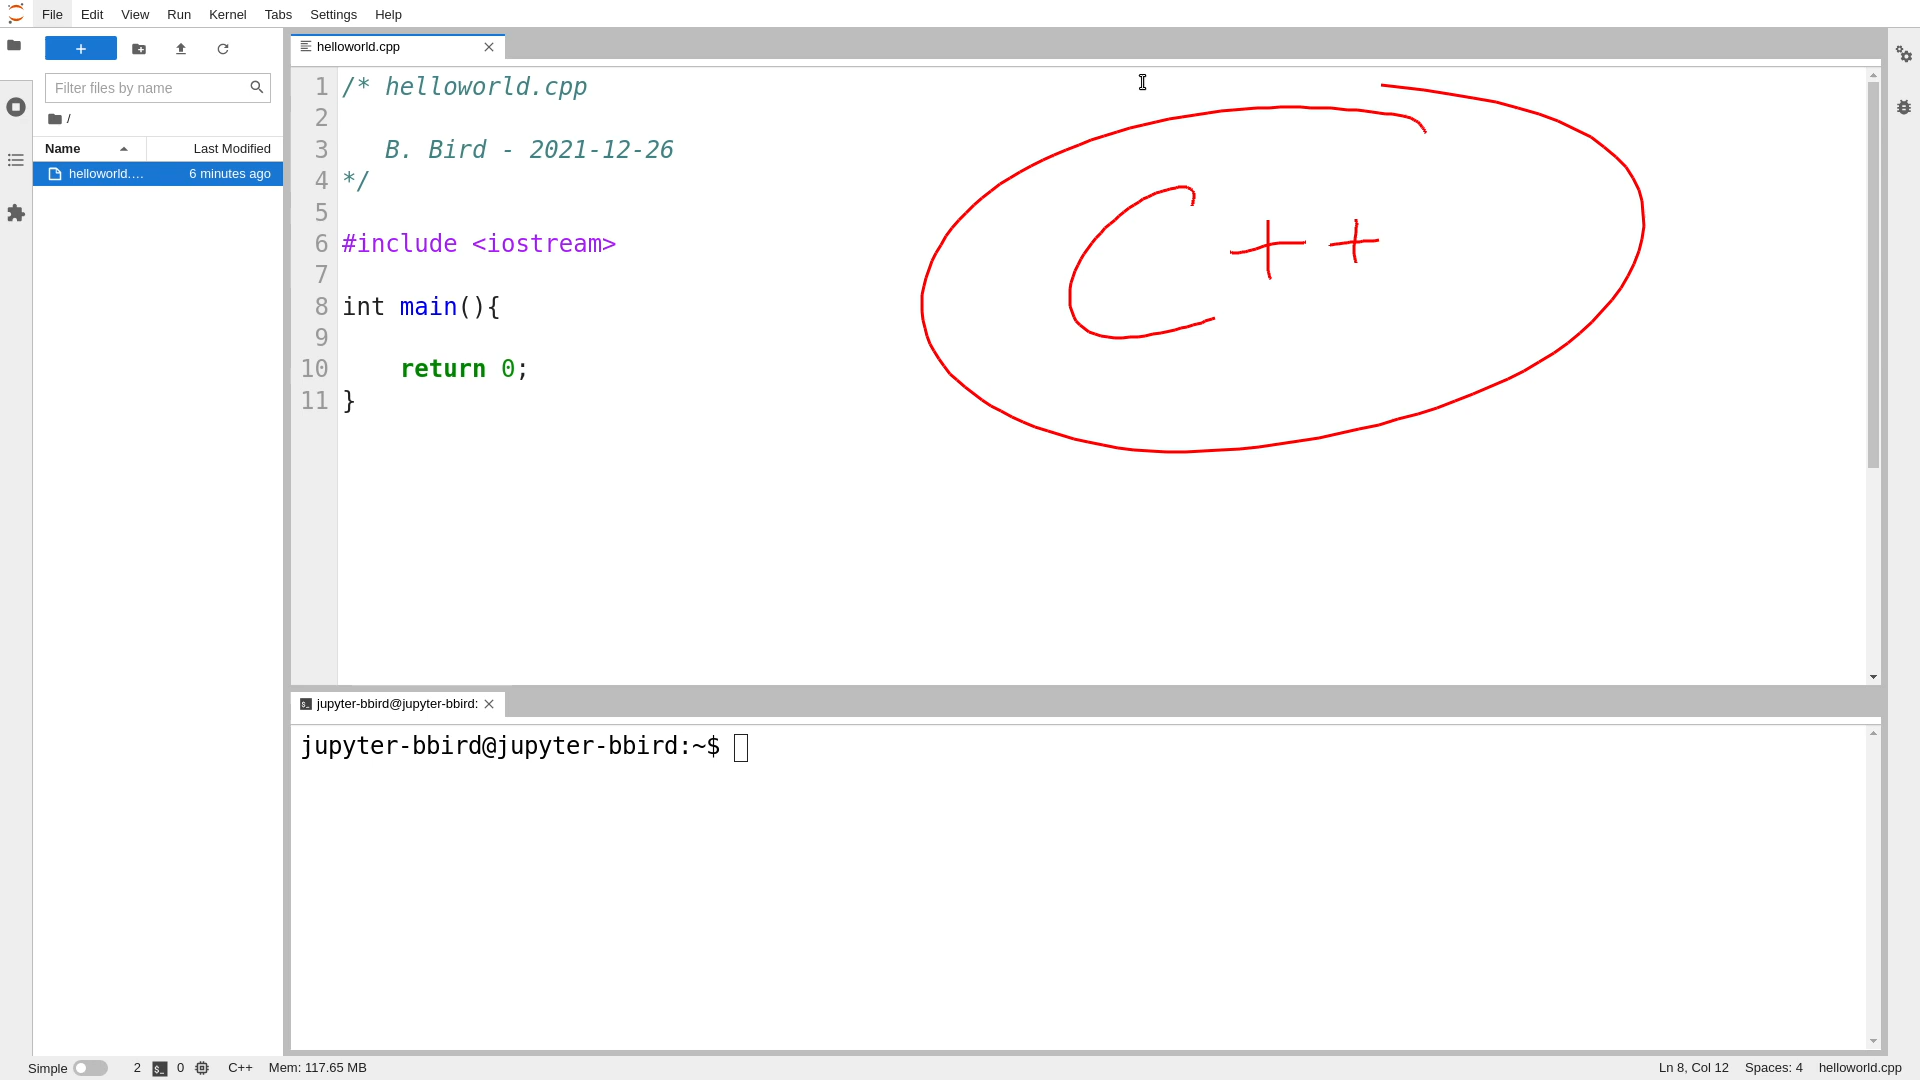 File Edit View Run Kernel Tabs Settings Help
helloworld.cpp
Filter files by name
/
Name Last Modified
helloworld.… 6 minutes ago
1 /* helloworld.cpp
2
3 B. Bird - 2021-12-26
4 */
5
6 #include <iostream>
7
8 int main(){
9
10 return 0;
11 }
C++
jupyter-bbird@jupyter-bbird:
jupyter-bbird@jupyter-bbird:~$
Simple 2 $_ 0 C++ Mem: 117.65 MB Ln 8, Col 12 Spaces: 4 helloworld.cpp